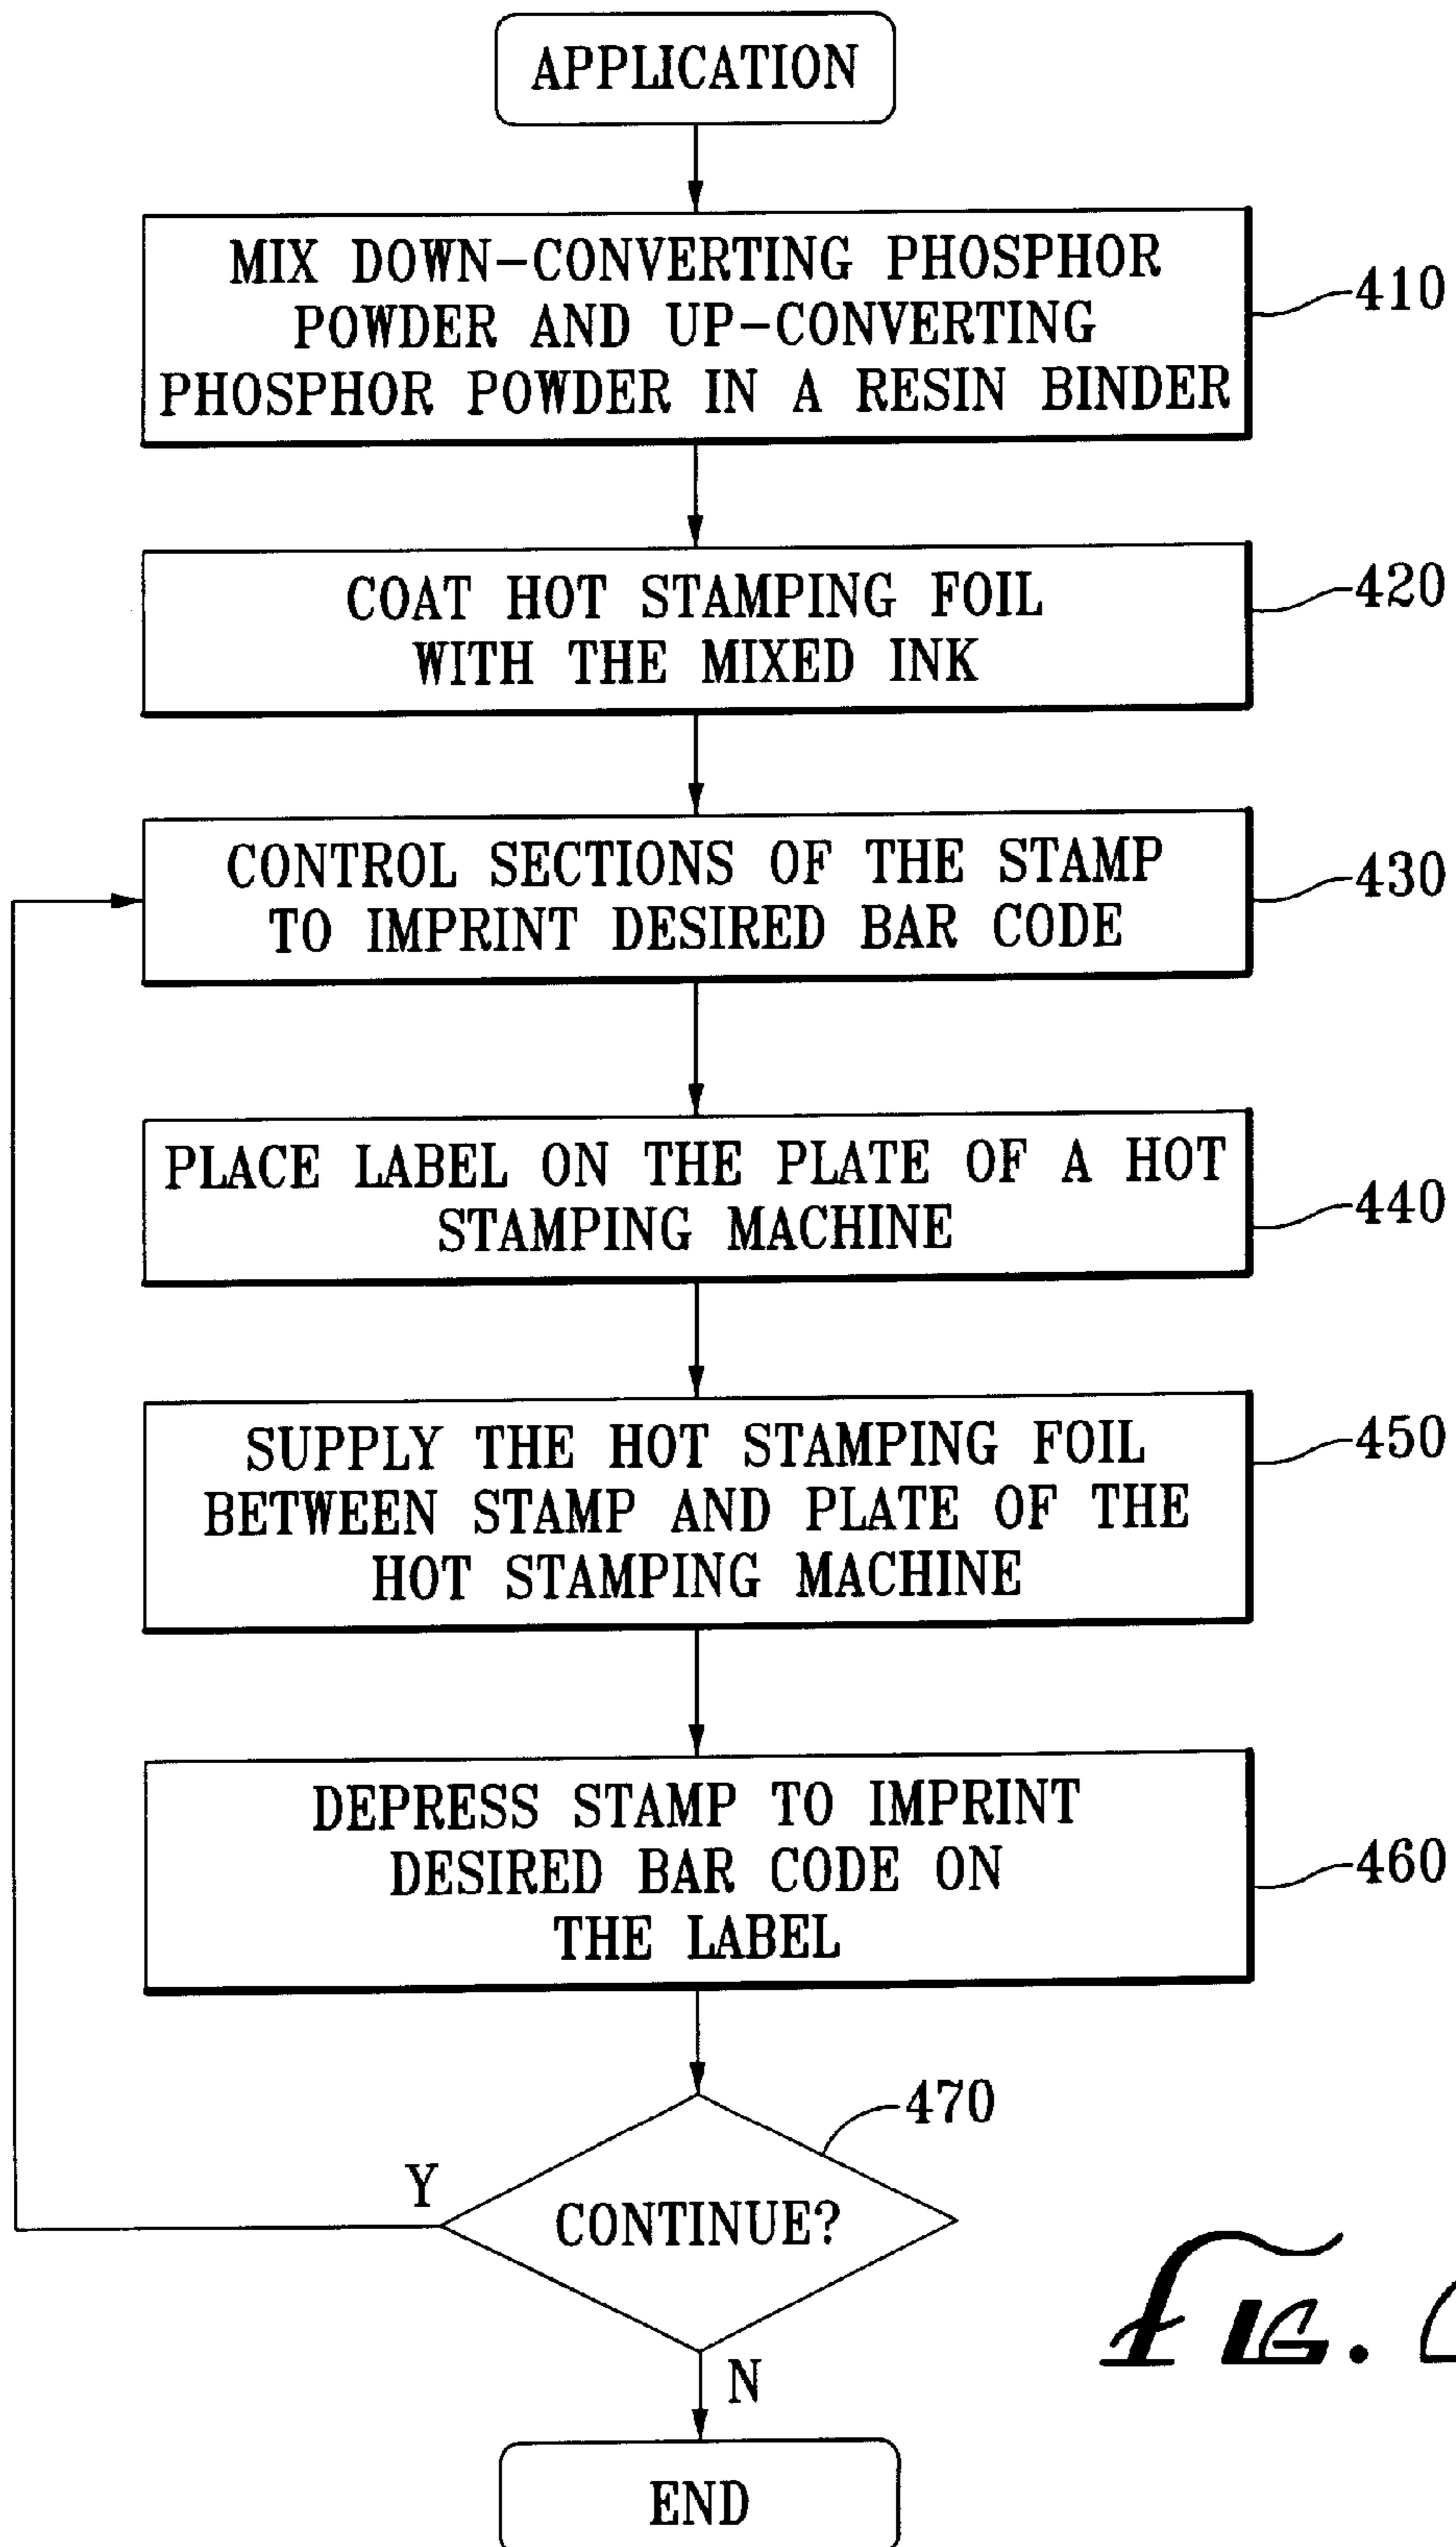 APPLICATION
MIX DOWN-CONVERTING PHOSPHOR
POWDER AND UP-CONVERTING
PHOSPHOR POWDER IN A RESIN BINDER
410
COAT HOT STAMPING FOIL
WITH THE MIXED INK
420
CONTROL SECTIONS OF THE STAMP
TO IMPRINT DESIRED BAR CODE
430
PLACE LABEL ON THE PLATE OF A HOT
STAMPING MACHINE
440
SUPPLY THE HOT STAMPING FOIL
BETWEEN STAMP AND PLATE OF THE
HOT STAMPING MACHINE
450
DEPRESS STAMP TO IMPRINT
DESIRED BAR CODE ON
THE LABEL
460
470
Y
CONTINUE?
FIG.
N
END